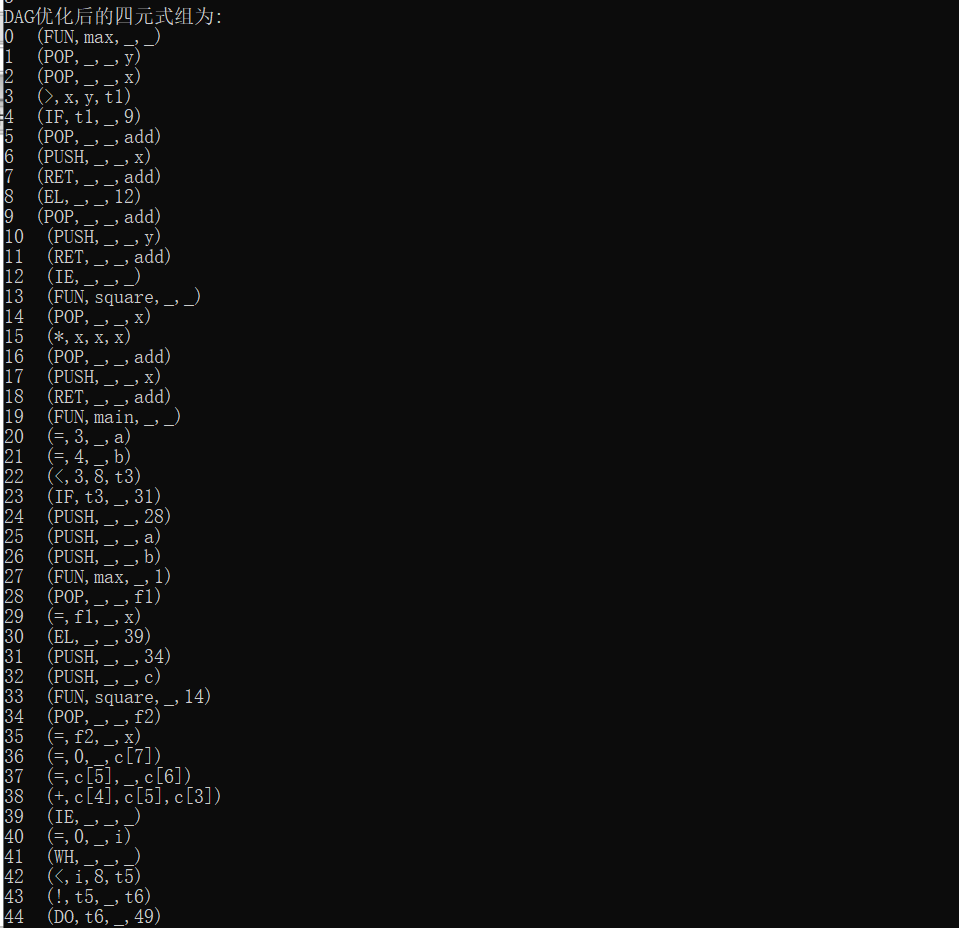 DAG优化后的四元式组为:
0 (FUN,max,_,_)
1 (POP,_,_,y)
2 (POP,_,_,x)
3 (>,x,y,t1)
4 (IF,t1,_,9)
5 (POP,_,_,add)
6 (PUSH,_,_,x)
7 (RET,_,_,add)
8 (EL,_,_,12)
9 (POP,_,_,add)
10 (PUSH,_,_,y)
11 (RET,_,_,add)
12 (IE,_,_,_)
13 (FUN,square,_,_)
14 (POP,_,_,x)
15 (*,x,x,x)
16 (POP,_,_,add)
17 (PUSH,_,_,x)
18 (RET,_,_,add)
19 (FUN,main,_,_)
20 (=,3,_,a)
21 (=,4,_,b)
22 (<,3,8,t3)
23 (IF,t3,_,31)
24 (PUSH,_,_,28)
25 (PUSH,_,_,a)
26 (PUSH,_,_,b)
27 (FUN,max,_,1)
28 (POP,_,_,f1)
29 (=,f1,_,x)
30 (EL,_,_,39)
31 (PUSH,_,_,34)
32 (PUSH,_,_,c)
33 (FUN,square,_,14)
34 (POP,_,_,f2)
35 (=,f2,_,x)
36 (=,0,_,c[7])
37 (=,c[5],_,c[6])
38 (+,c[4],c[5],c[3])
39 (IE,_,_,_)
40 (=,0,_,i)
41 (WH,_,_,_)
42 (<,i,8,t5)
43 (!,t5,_,t6)
44 (DO,t6,_,49)